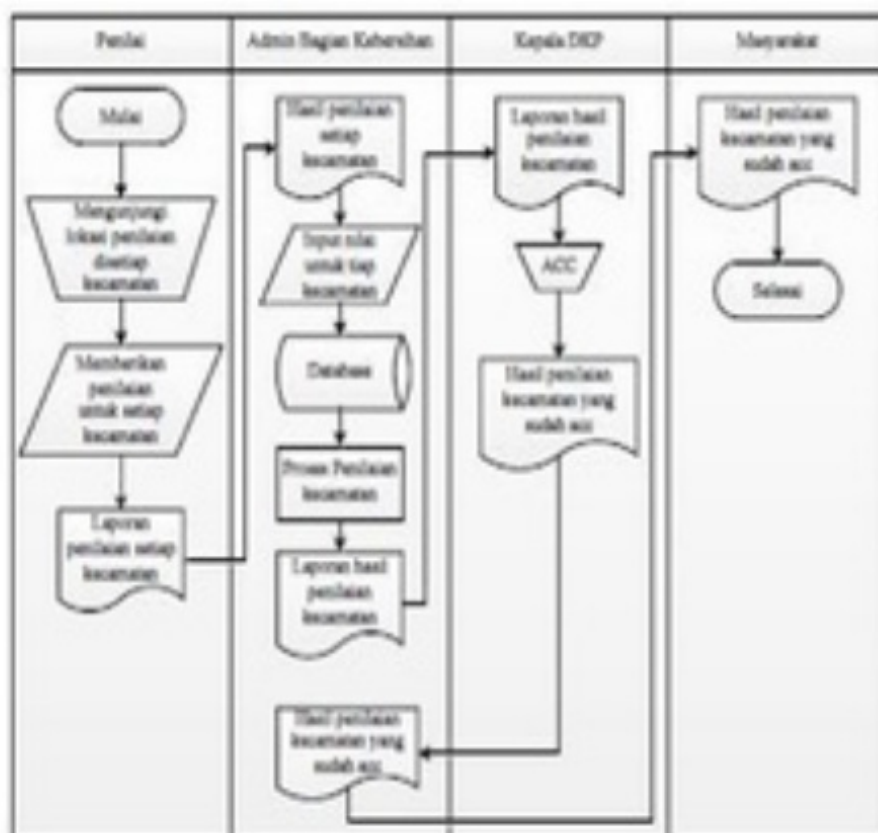 Penilai
Admin Bagian Kebersihan
Kepala DKP
Masyarakat
Mulai
Mengunjungi
lokasi penilaian
disetiap
kecamatan
Memberikan
penilaian
untuk setiap
kecamatan
Laporan
penilaian setiap
kecamatan
Hasil penilaian
setiap
kecamatan
Input nilai
untuk tiap
kecamatan
Database
Proses Penilaian
kecamatan
Laporan hasil
penilaian
kecamatan
Hasil penilaian
kecamatan yang
sudah acc
Laporan hasil
penilaian
kecamatan
ACC
Hasil penilaian
kecamatan yang
sudah acc
Hasil penilaian
kecamatan yang
sudah acc
Selesai